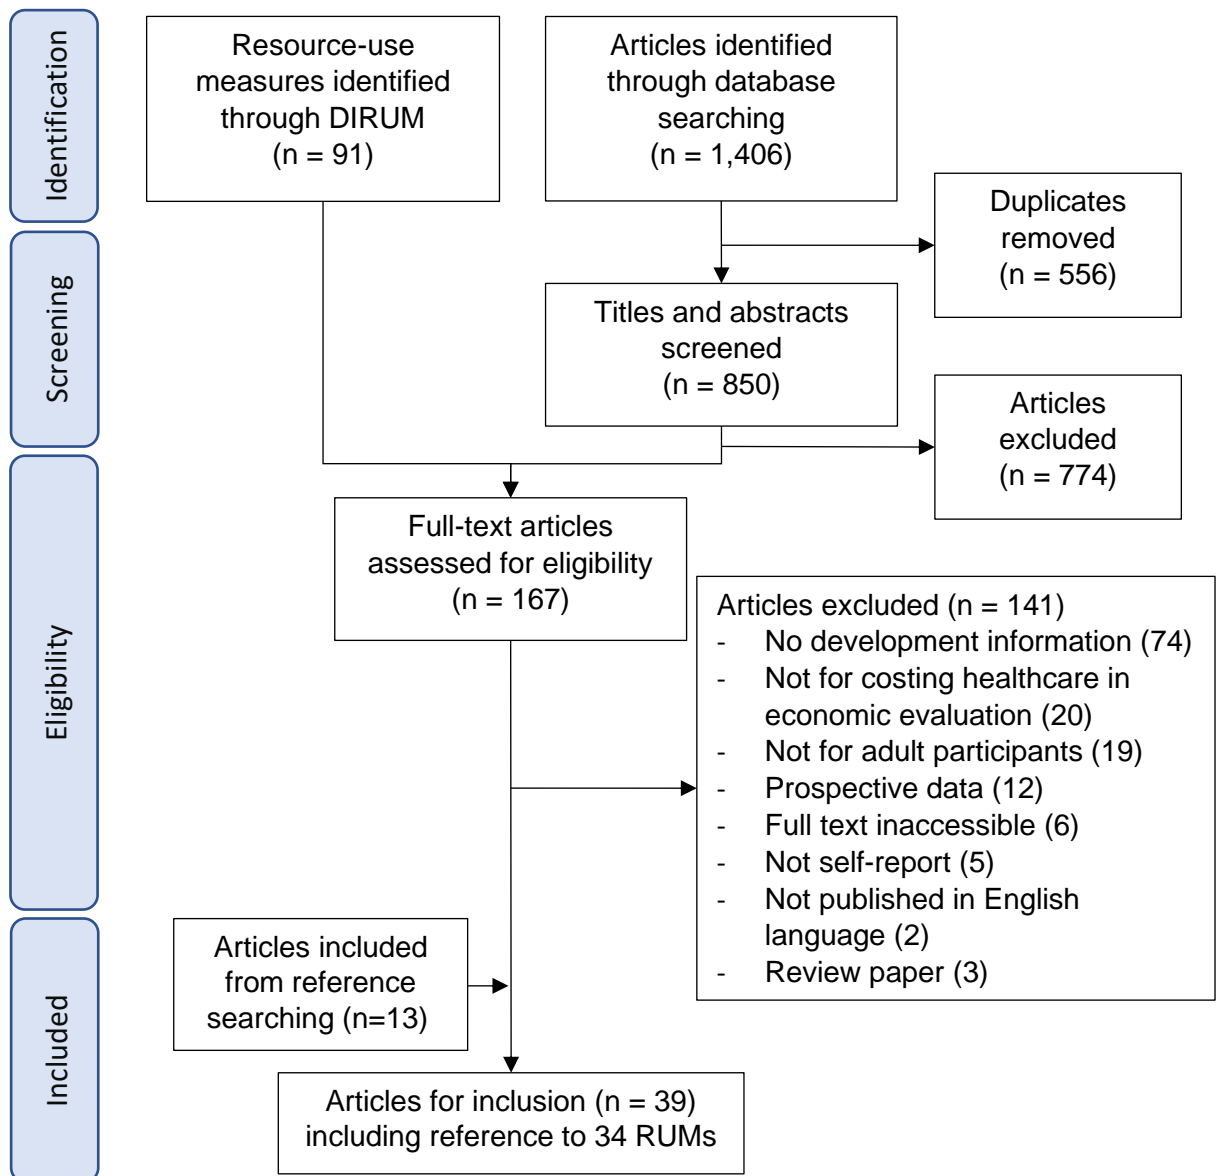 Identification
Resource-use
measures identified
through DIRUM
(n = 91)
Articles identified
through database
searching
(n = 1,406)
Duplicates
removed
(n = 556)
Screening
Titles and abstracts
screened
(n = 850)
Articles
excluded
(n = 774)
Eligibility
Full-text articles
assessed for eligibility
(n = 167)
Articles excluded (n = 141)
- No development information (74)
- Not for costing healthcare in
economic evaluation (20)
- Not for adult participants (19)
- Prospective data (12)
- Full text inaccessible (6)
- Not self-report (5)
- Not published in English
language (2)
- Review paper (3)
Included
Articles included
from reference
searching (n=13)
Articles for inclusion (n = 39)
including reference to 34 RUMs